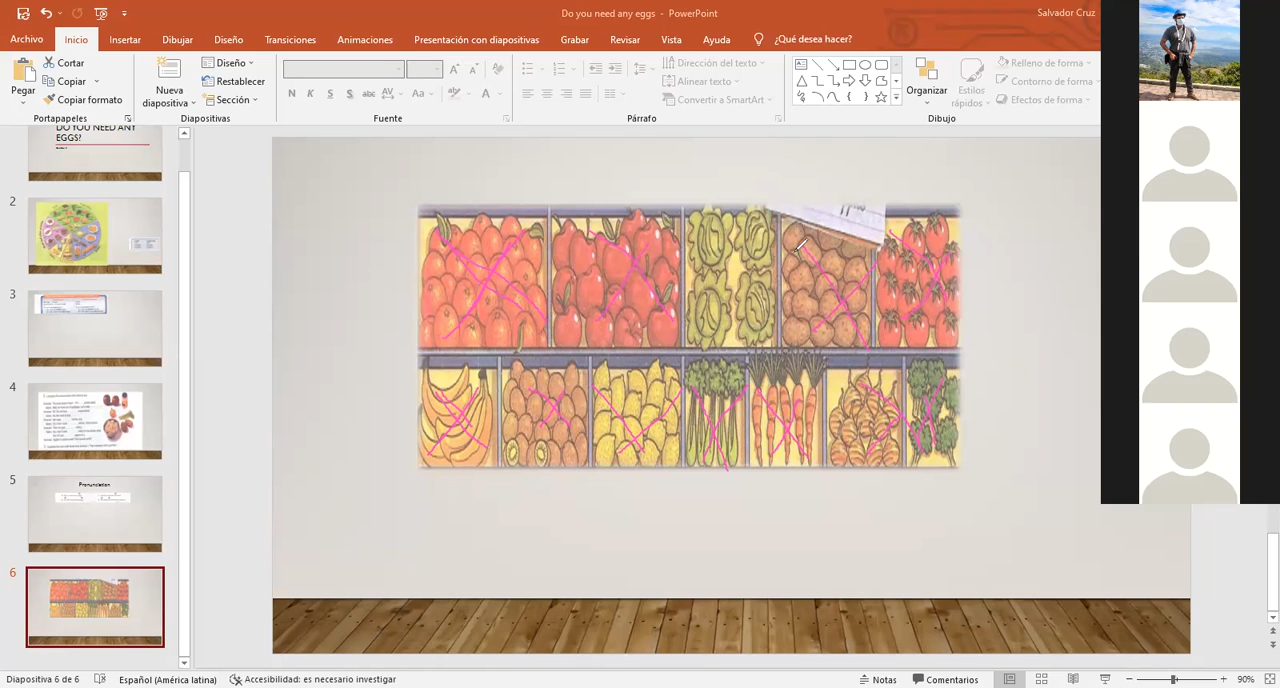 Do you need any eggs - PowerPoint
Salvador Cruz
Archivo Inicio Insertar Dibujar Diseño Transiciones Animaciones Presentación con diapositivas Grabar Revisar Vista Ayuda ¿Qué desea hacer?
Pegar
Cortar
Copiar
Copiar formato
Portapapeles
Nueva
diapositiva
Diseño
Restablecer
Sección
Diapositivas
N K S S abc AV Aa A
Fuente
Dirección del texto
Alinear texto
Convertir a SmartArt
Párrafo
Organizar
Estilos
rápidos
Relleno de forma
Contorno de forma
Efectos de forma
Dibujo
DO YOU NEED ANY
EGGS?
2
3
4
5
Pronunciation
6
Diapositiva 6 de 6
Español (América latina)
Accesibilidad: es necesario investigar
Notas
Comentarios
90%